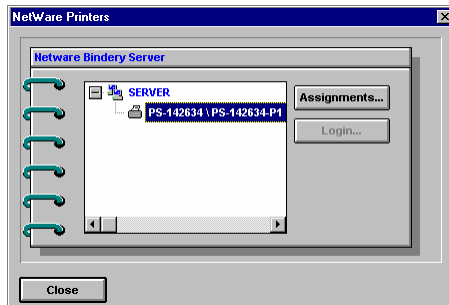 NetWare Printers
Netware Bindery Server
SERVER
PS-142634 \ PS-142634-P1
Assignments...
Login...
Close